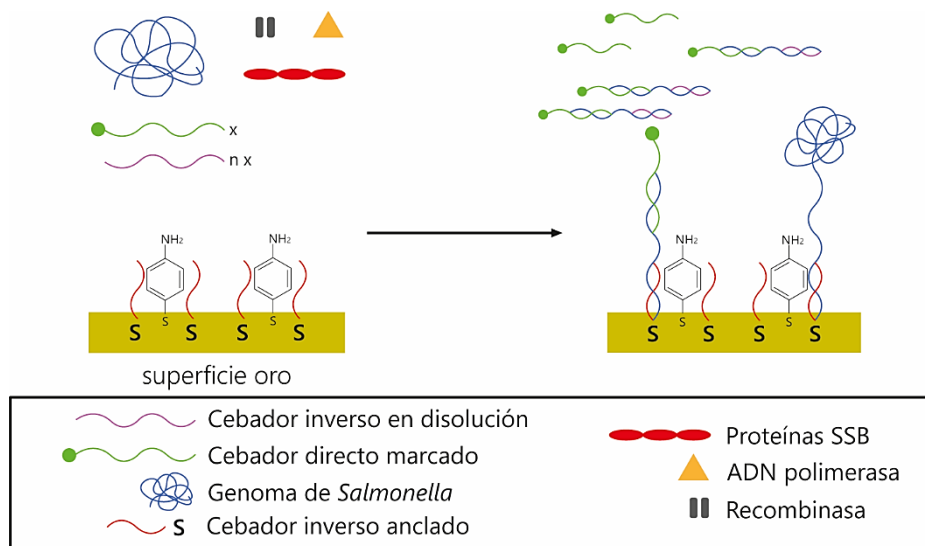 x
n x
NH₂
NH₂
NH₂
NH₂
S
S
S
S
S
S
S
S
S
S
S
S
superficie oro
Cebador inverso en disolución
Cebador directo marcado
Genoma de Salmonella
S Cebador inverso anclado
Proteínas SSB
ADN polimerasa
Recombinasa